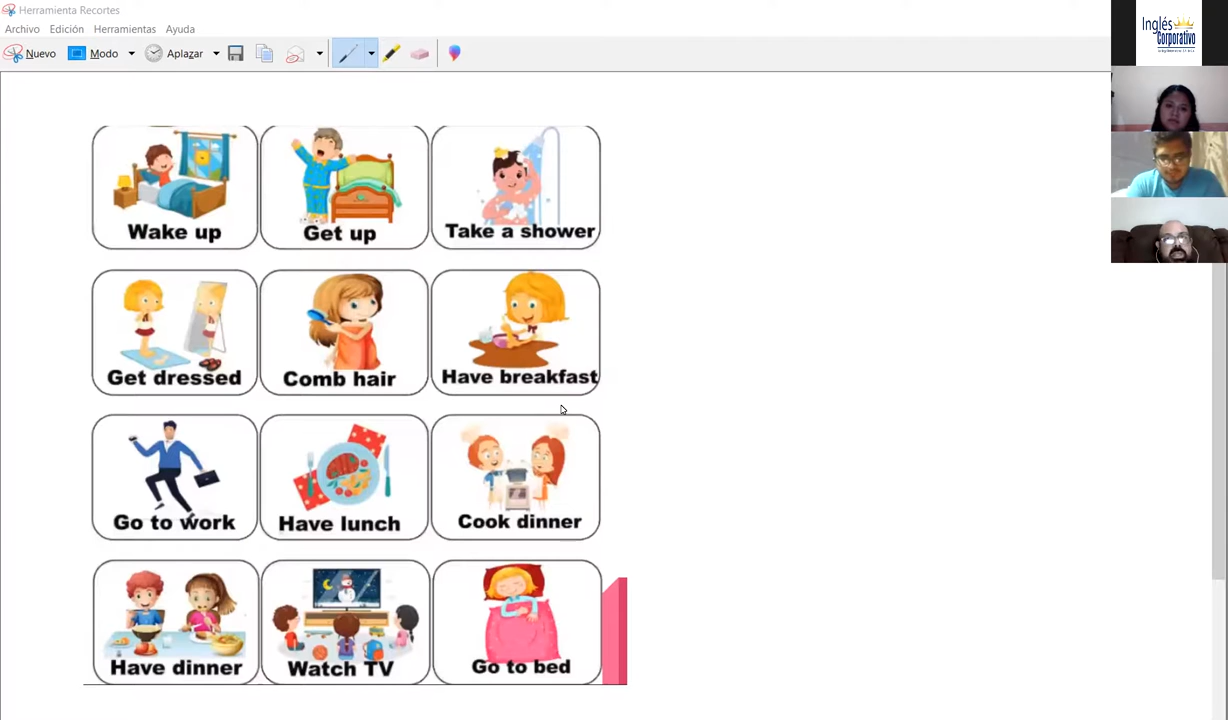 Herramienta Recortes
Archivo Edición Herramientas Ayuda
Nuevo Modo Aplazar
Inglés
Corporativo
Wake up Get up Take a shower
Get dressed Comb hair Have breakfast
Go to work Have lunch Cook dinner
Have dinner Watch TV Go to bed